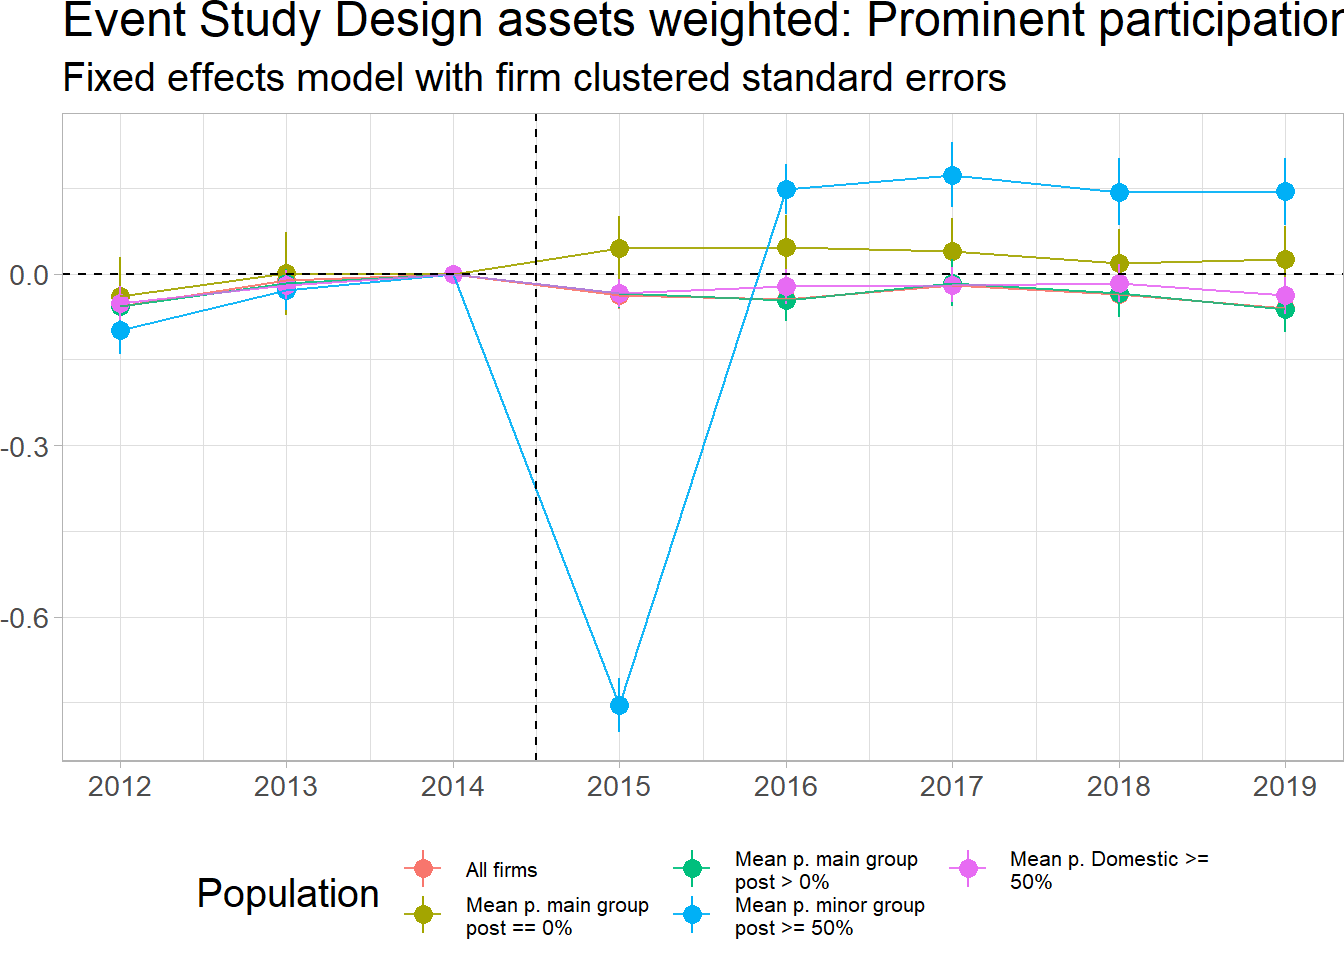 Event Study Design assets weighted: Prominent participation
Fixed effects model with firm clustered standard errors
0.0
-0.3
-0.6
2012 2013 2014 2015 2016 2017 2018 2019
Population
All firms
Mean p. main group
post == 0%
Mean p. main group
post > 0%
Mean p. minor group
post >= 50%
Mean p. Domestic >=
50%